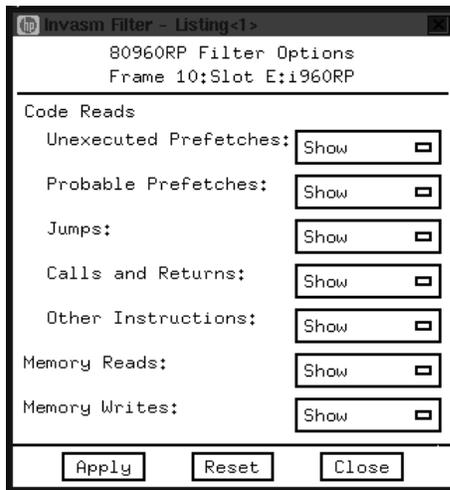 hp Invasm Filter - Listing<1>
80960RP Filter Options
Frame 10:Slot E:i960RP
Code Reads
Unexecuted Prefetches: Show
Probable Prefetches: Show
Jumps: Show
Calls and Returns: Show
Other Instructions: Show
Memory Reads: Show
Memory Writes: Show
Apply Reset Close